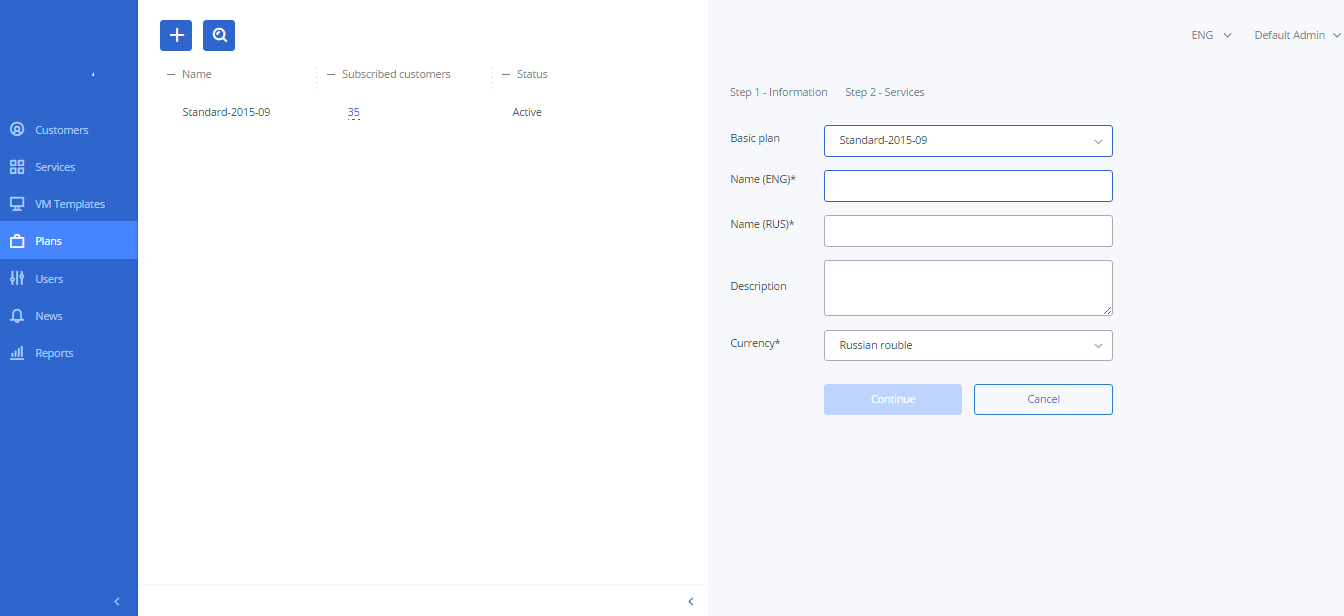 ENG
Default Admin
Customers
Services
VM Templates
Plans
Users
News
Reports
Name Subscribed customers Status
Standard-2015-09 35 Active
Step 1 - Information Step 2 - Services
Basic plan Standard-2015-09
Name (ENG)*
Name (RUS)*
Description
Currency* Russian rouble
Continue Cancel